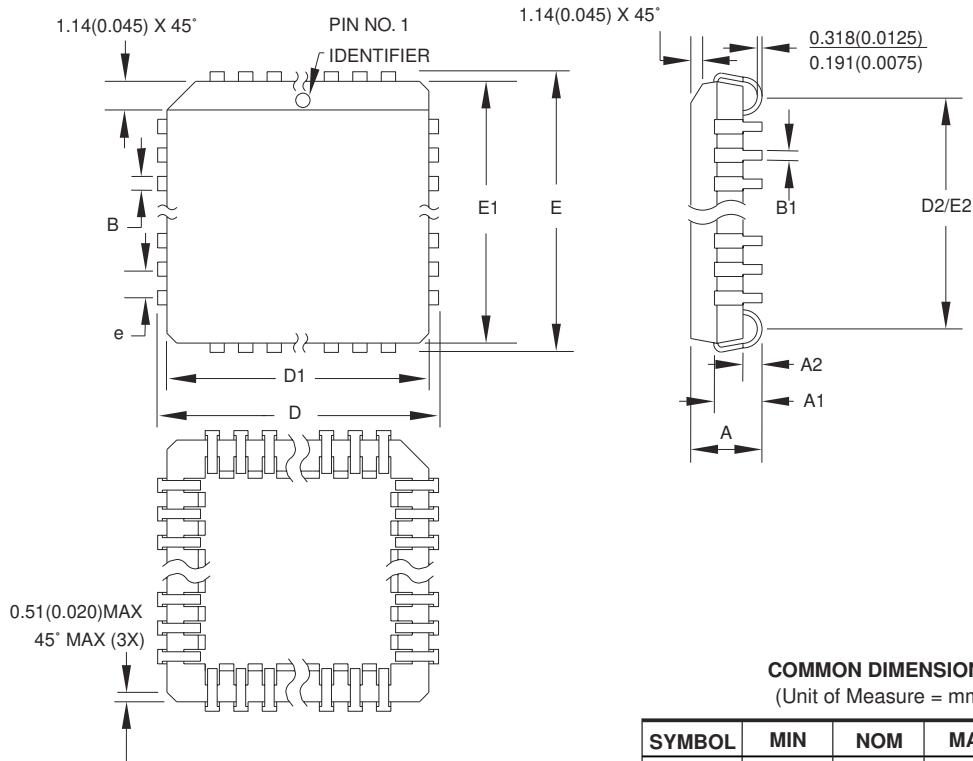 1.14(0.045) X 45˚
PIN NO. 1
IDENTIFIER
1.14(0.045) X 45˚
0.318(0.0125)
0.191(0.0075)
B
e
E1
E
B1
D2/E2
D1
D
A2
A1
A
0.51(0.020)MAX
45˚ MAX (3X)
COMMON DIMENSION
(Unit of Measure = mm
SYMBOL MIN NOM MA